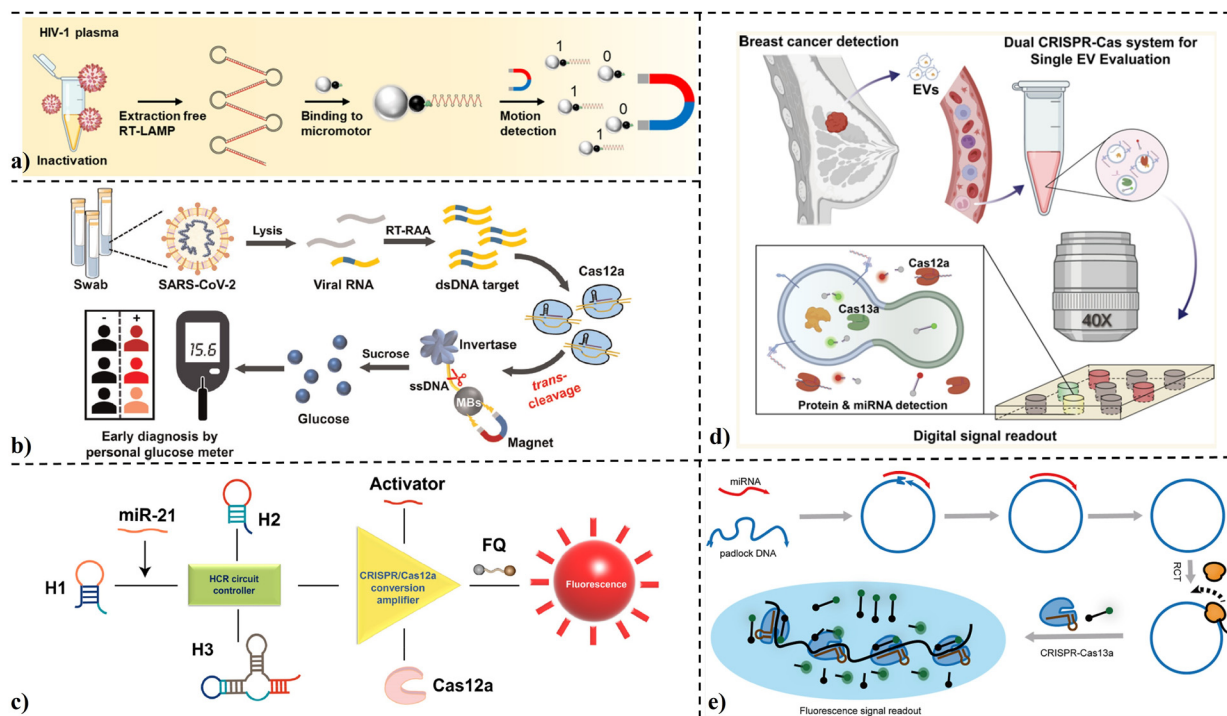 HIV-1 plasma
Inactivation
Extraction free
RT-LAMP
Binding to
micromotor
Motion
detection
1
0
1
0
1
a)
Swab
SARS-CoV-2
Lysis
Viral RNA
RT-RAA
dsDNA target
Cas12a
trans-
cleavage
Invertase
ssDNA
MBs
Magnet
Sucrose
Glucose
15.6
- +
Early diagnosis by
personal glucose meter
b)
miR-21
H1
H2
H3
HCR circuit
controller
Activator
CRISPR/Cas12a
conversion
amplifier
Cas12a
FQ
Fluorescence
c)
Breast cancer detection
EVs
Dual CRISPR-Cas system for
Single EV Evaluation
Cas12a
Cas13a
Protein & miRNA detection
40X
Digital signal readout
d)
miRNA
padlock DNA
RCT
CRISPR-Cas13a
Fluorescence signal readout
e)